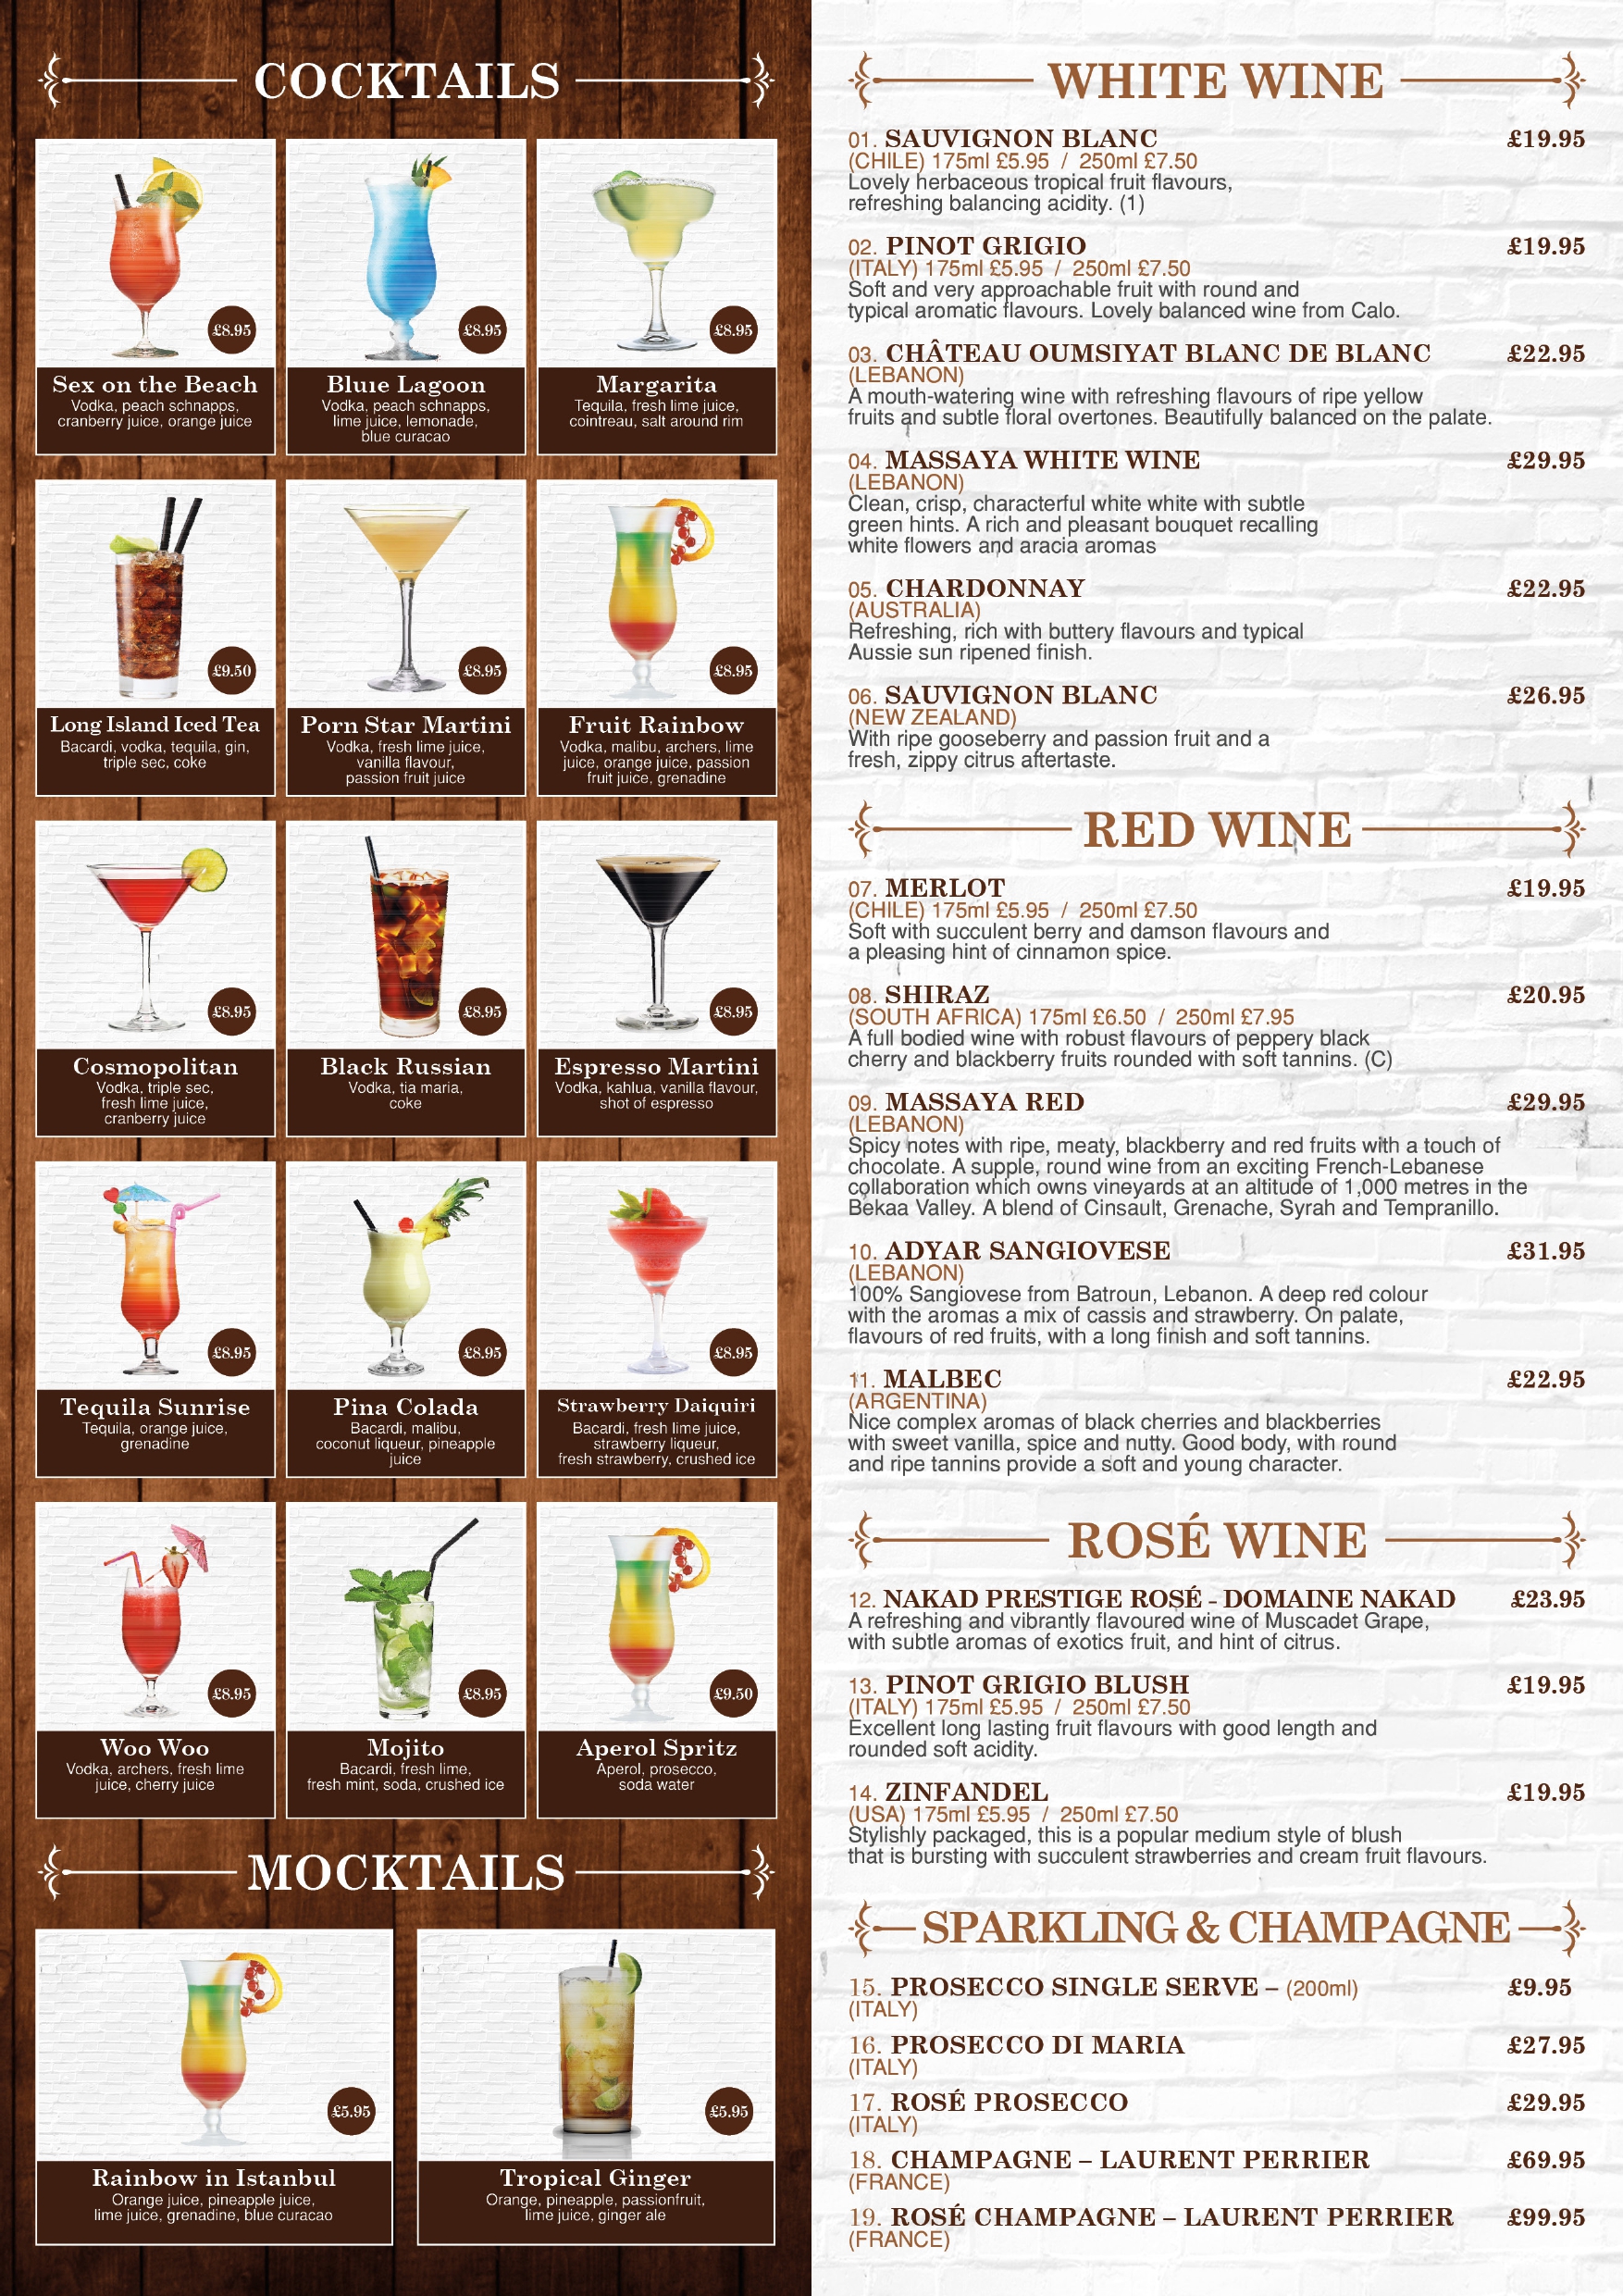 COCKTAILS
£8.95
£8.95
£8.95
Sex on the Beach
Vodka, peach schnapps,
cranberry juice, orange juice
Bluıe Lagoon
Vodka, peach schnapps,
lime juice, lemonade,
blue curacao
Margarita
Tequila, fresh lime juice,
cointreau, salt around rim
£9.50
£8.95
£8.95
Long Island Iced Tea
Bacardi, vodka, tequila, gin,
triple sec, coke
Porn Star Martini
Vodka, fresh lime juice,
vanilla flavour,
passion fruit juice
Fruit Rainbow
Vodka, malibu, archers, lime
juice, orange juice, passion
fruit juice, grenadine
£8.95
£8.95
£8.95
Cosmopolitan
Vodka, triple sec,
fresh lime juice,
cranberry juice
Black Russian
Vodka, tia maria,
coke
Espresso Martini
Vodka, kahlua, vanilla flavour,
shot of espresso
£8.95
£8.95
£8.95
Tequila Sunrise
Tequila, orange juice,
grenadine
Pina Colada
Bacardi, malibu,
coconut liqueur, pineapple
juice
Strawberry Daiquiri
Bacardi, fresh lime juice,
strawberry liqueur,
fresh strawberry, crushed ice
£8.95
£8.95
£9.50
Woo Woo
Vodka, archers, fresh lime
juice, cherry juice
Mojito
Bacardi, fresh lime,
fresh mint, soda, crushed ice
Aperol Spritz
Aperol, prosecco,
soda water
MOCKTAILS
£5.95
£5.95
Rainbow in Istanbul
Orange juice, pineapple juice,
lime juice, grenadine, blue curacao
Tropical Ginger
Orange, pineapple, passionfruit,
lime juice, ginger ale
WHITE WINE
01. SAUVIGNON BLANC £19.95
(CHILE) 175ml £5.95 / 250ml £7.50
Lovely herbaceous tropical fruit flavours,
refreshing balancing acidity. (1)
02. PINOT GRIGIO £19.95
(ITALY) 175ml £5.95 / 250ml £7.50
Soft and very approachable fruit with round and
typical aromatic flavours. Lovely balanced wine from Calo.
03. CHÂTEAU OUMSIYAT BLANC DE BLANC £22.95
(LEBANON)
A mouth-watering wine with refreshing flavours of ripe yellow
fruits and subtle floral overtones. Beautifully balanced on the palate.
04. MASSAYA WHITE WINE £29.95
(LEBANON)
Clean, crisp, characterful white white with subtle
green hints. A rich and pleasant bouquet recalling
white flowers and aracia aromas
05. CHARDONNAY £22.95
(AUSTRALIA)
Refreshing, rich with buttery flavours and typical
Aussie sun ripened finish.
06. SAUVIGNON BLANC £26.95
(NEW ZEALAND)
With ripe gooseberry and passion fruit and a
fresh, zippy citrus aftertaste.
RED WINE
07. MERLOT £19.95
(CHILE) 175ml £5.95 / 250ml £7.50
Soft with succulent berry and damson flavours and
a pleasing hint of cinnamon spice.
08. SHIRAZ £20.95
(SOUTH AFRICA) 175ml £6.50 / 250ml £7.95
A full bodied wine with robust flavours of peppery black
cherry and blackberry fruits rounded with soft tannins. (C)
09. MASSAYA RED £29.95
(LEBANON)
Spicy notes with ripe, meaty, blackberry and red fruits with a touch of
chocolate. A supple, round wine from an exciting French-Lebanese
collaboration which owns vineyards at an altitude of 1,000 metres in the
Bekaa Valley. A blend of Cinsault, Grenache, Syrah and Tempranillo.
10. ADYAR SANGIOVESE £31.95
(LEBANON)
100% Sangiovese from Batroun, Lebanon. A deep red colour
with the aromas a mix of cassis and strawberry. On palate,
flavours of red fruits, with a long finish and soft tannins.
11. MALBEC £22.95
(ARGENTINA)
Nice complex aromas of black cherries and blackberries
with sweet vanilla, spice and nutty. Good body, with round
and ripe tannins provide a soft and young character.
ROSÉ WINE
12. NAKAD PRESTIGE ROSÉ - DOMAINE NAKAD £23.95
A refreshing and vibrantly flavoured wine of Muscadet Grape,
with subtle aromas of exotics fruit, and hint of citrus.
13. PINOT GRIGIO BLUSH £19.95
(ITALY) 175ml £5.95 / 250ml £7.50
Excellent long lasting fruit flavours with good length and
rounded soft acidity.
14. ZINFANDEL £19.95
(USA) 175ml £5.95 / 250ml £7.50
Stylishly packaged, this is a popular medium style of blush
that is bursting with succulent strawberries and cream fruit flavours.
SPARKLING & CHAMPAGNE
15. PROSECCO SINGLE SERVE – (200ml) £9.95
(ITALY)
16. PROSECCO DI MARIA £27.95
(ITALY)
17. ROSÉ PROSECCO £29.95
(ITALY)
18. CHAMPAGNE – LAURENT PERRIER £69.95
(FRANCE)
19. ROSÉ CHAMPAGNE – LAURENT PERRIER £99.95
(FRANCE)